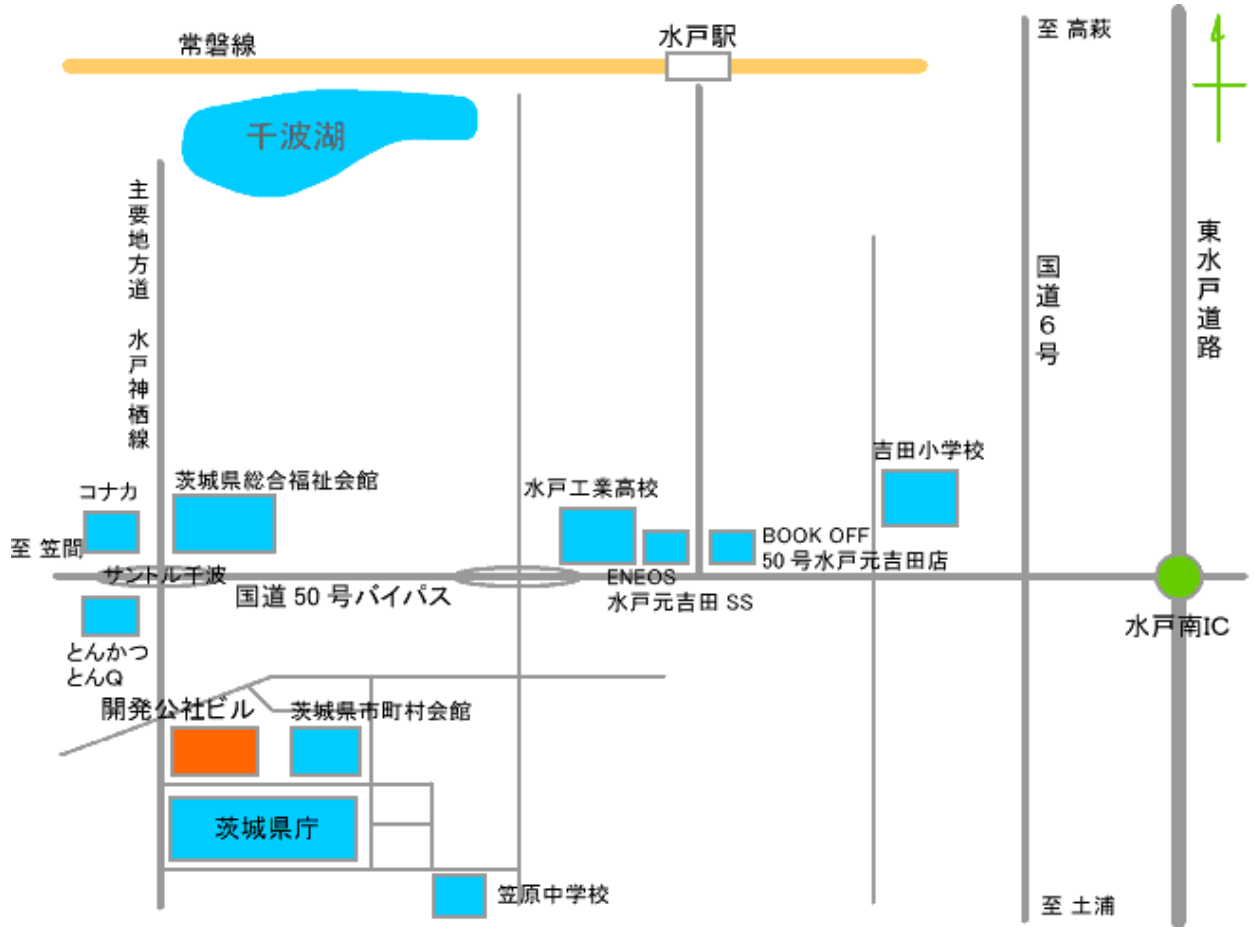 水戸駅
至 高萩
常磐線
千波湖
主要地方道 水戸神栖線
東水戸道路
国道6号
吉田小学校
茨城県総合福祉会館
水戸工業高校
コナカ
BOOK OFF
50号水戸元吉田店
至 笠間
サントル千波
国道50号バイパス
ENEOS
水戸元吉田SS
水戸南IC
とんかつ
とんQ
開発公社ビル
茨城県市町村会館
茨城県庁
笠原中学校
至 土浦